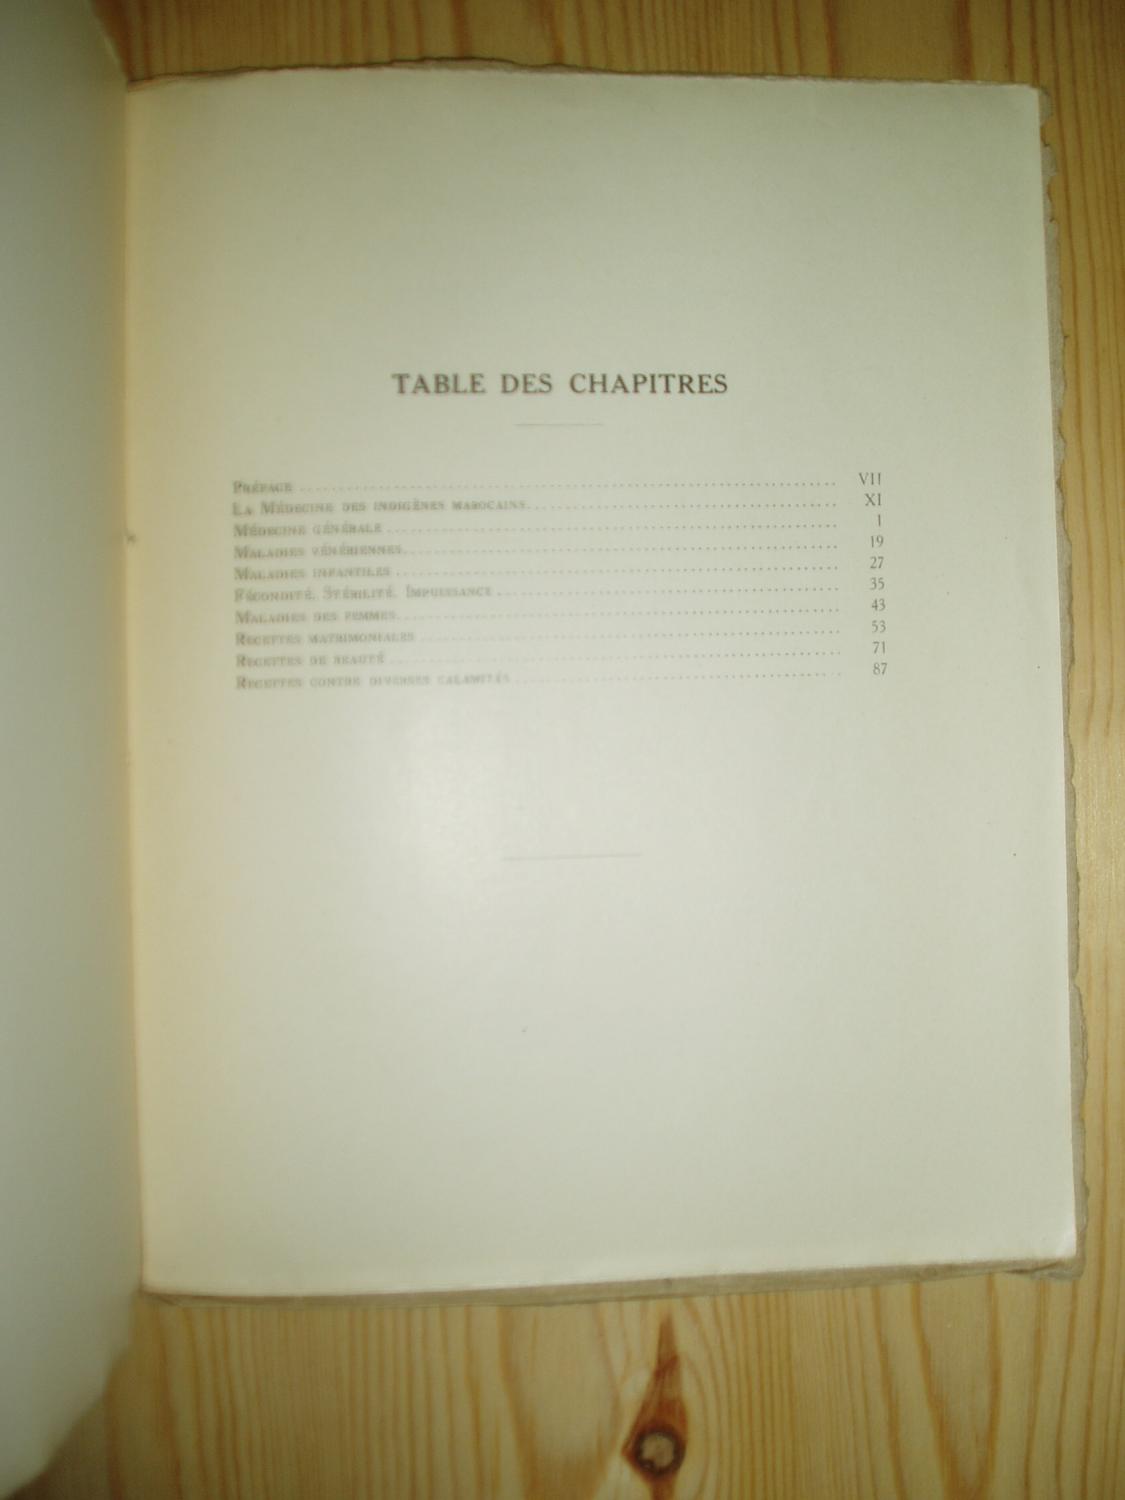 TABLE DES CHAPITRES
Préface ........ VII
La Médecine des indigènes marocains ........ XI
Médecine générale ........ 1
Maladies vénériennes ........ 19
Maladies infantiles ........ 27
Fécondité, Stérilité, Impuissance ........ 35
Maladies des femmes ........ 43
Recettes matrimoniales ........ 53
Recettes de beauté ........ 71
Recettes contre diverses calamités ........ 87